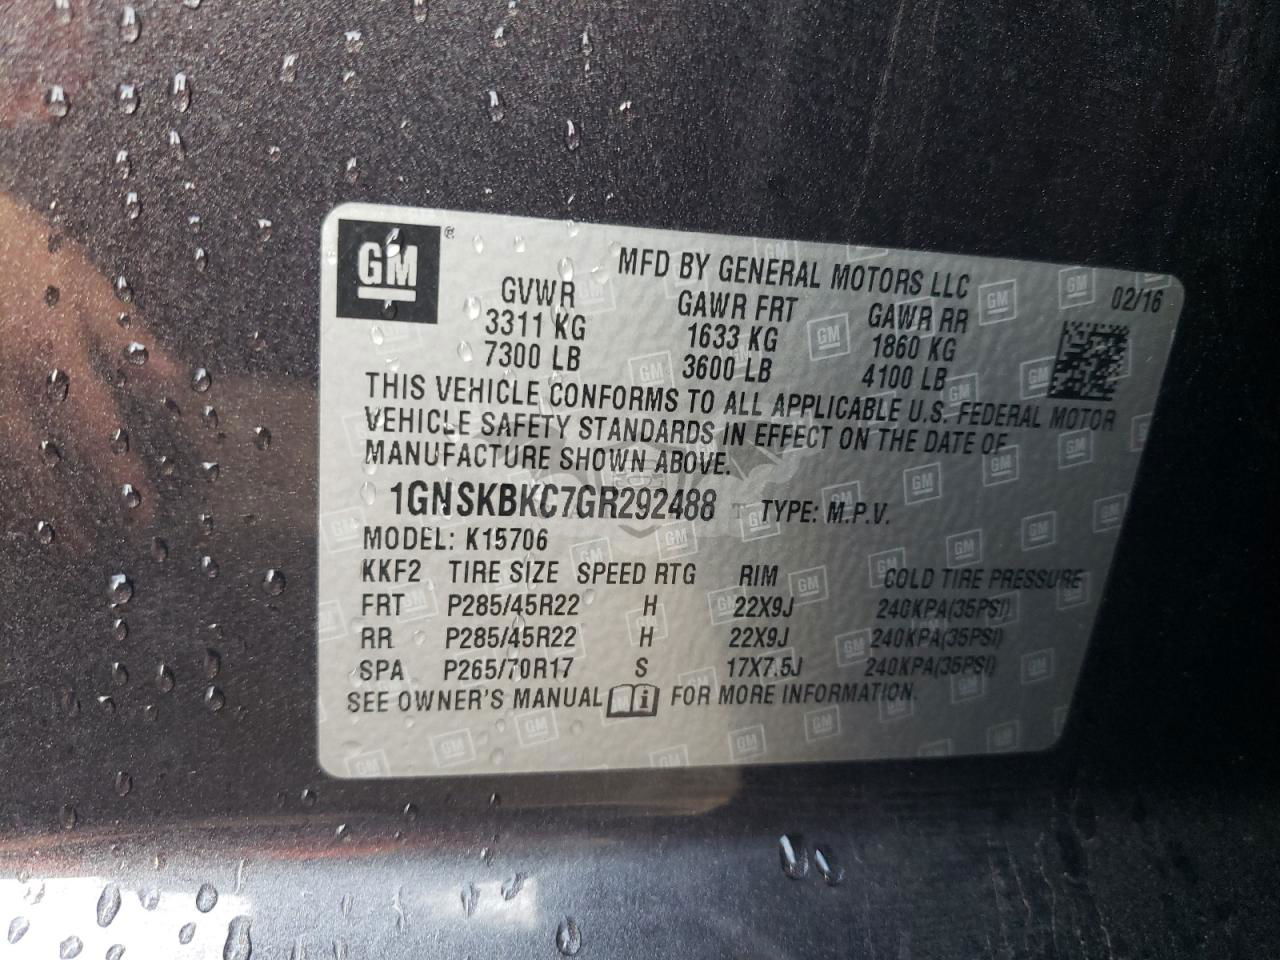 GM ®
MFD BY GENERAL MOTORS LLC
02/16
GVWR GAWR FRT GAWR RR
3311 KG 1633 KG 1860 KG
7300 LB 3600 LB 4100 LB
THIS VEHICLE CONFORMS TO ALL APPLICABLE U.S. FEDERAL MOTOR
VEHICLE SAFETY STANDARDS IN EFFECT ON THE DATE OF
MANUFACTURE SHOWN ABOVE.
1GNSKBKC7GR292488 TYPE: M.P.V.
MODEL: K15706
KKF2 TIRE SIZE SPEED RTG RIM COLD TIRE PRESSURE
FRT P285/45R22 H 22X9J 240KPA(35PSI)
RR P285/45R22 H 22X9J 240KPA(35PSI)
SPA P265/70R17 S 17X7.5J 240KPA(35PSI)
SEE OWNER'S MANUAL i FOR MORE INFORMATION.